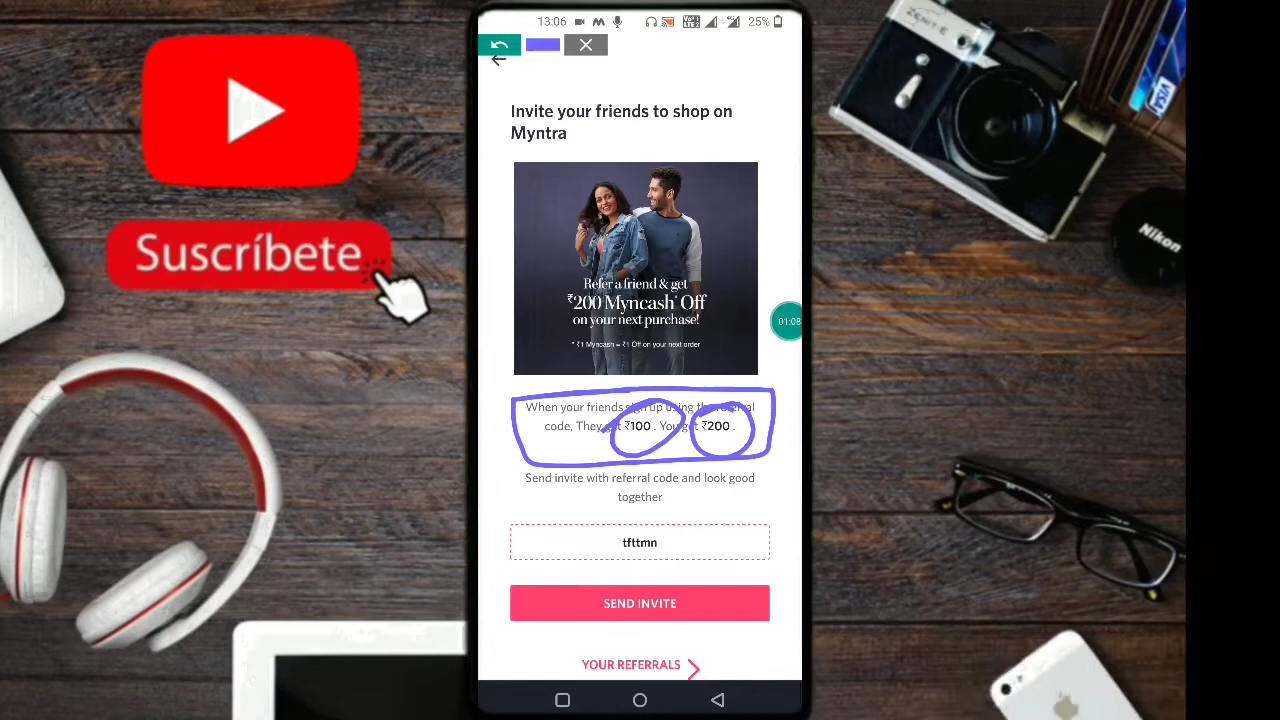 13:06
25%
Invite your friends to shop on
Myntra
Refer a friend & get
₹200 Myncash* Off
on your next purchase!
* ₹1 Myncash = ₹1 Off on your next order
01:08
When your friends sign up using the referral
code, They get ₹100 . You get ₹200 .
Send invite with referral code and look good
together
tfttmn
SEND INVITE
YOUR REFERRALS
Suscríbete
ZENIT-E
VISA
Nikon